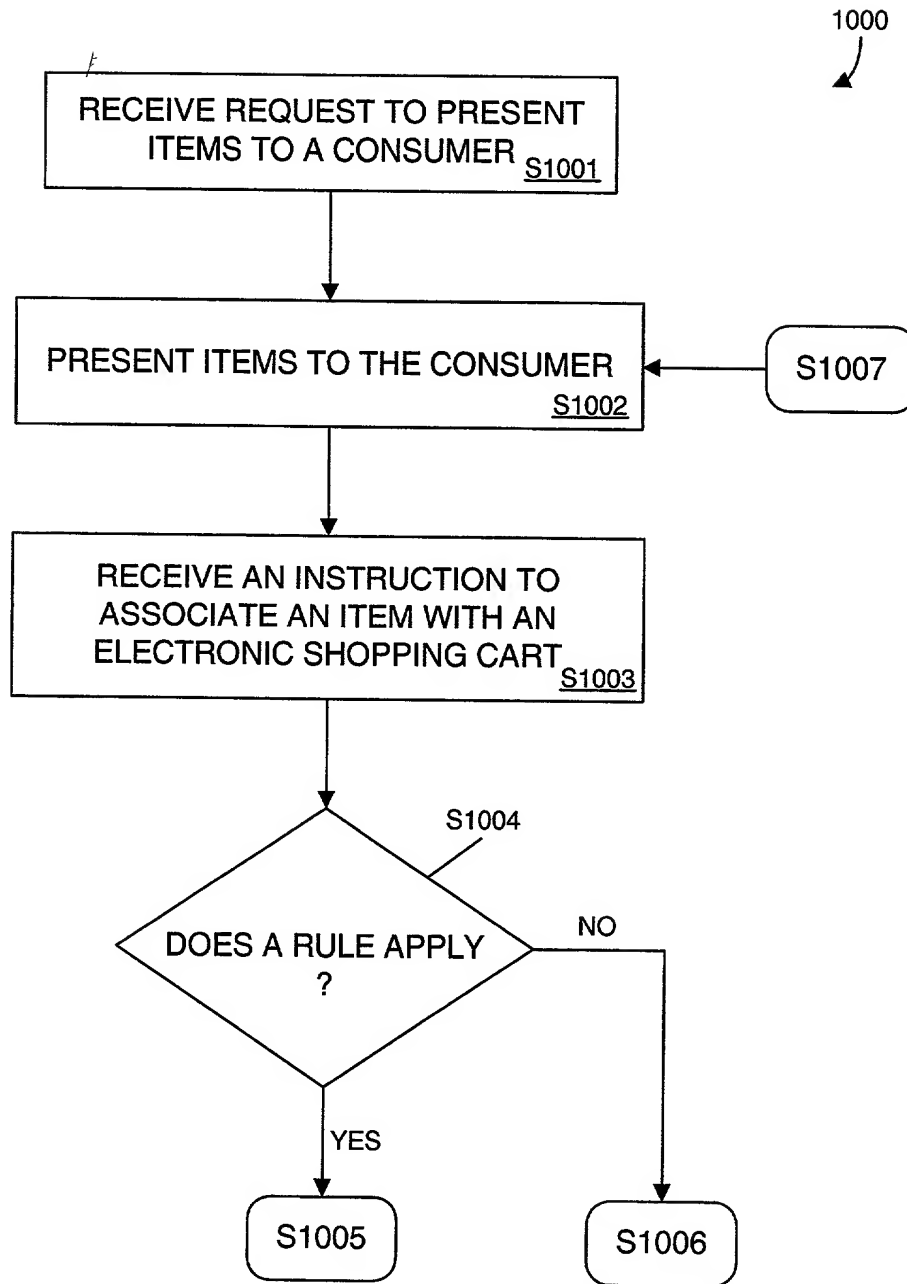 1000
RECEIVE REQUEST TO PRESENT
ITEMS TO A CONSUMER
S1001
PRESENT ITEMS TO THE CONSUMER
S1002
S1007
RECEIVE AN INSTRUCTION TO
ASSOCIATE AN ITEM WITH AN
ELECTRONIC SHOPPING CART
S1003
S1004
DOES A RULE APPLY
?
NO
YES
S1005
S1006